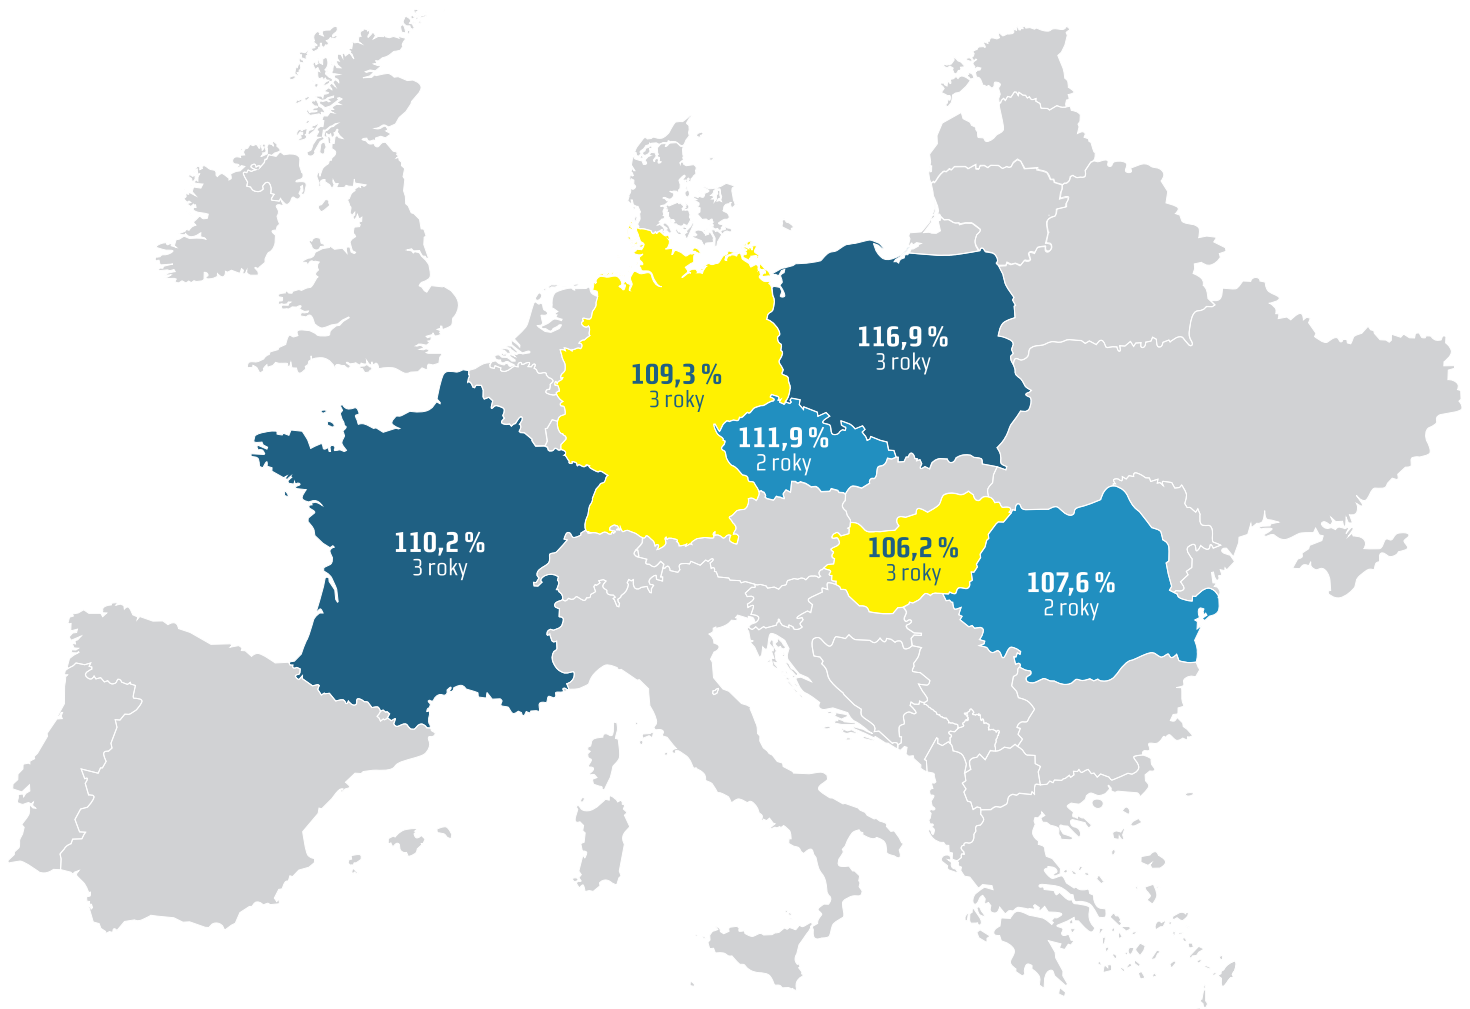 116,9 %
3 roky
109,3 %
3 roky
111,9 %
2 roky
110,2 %
3 roky
106,2 %
3 roky
107,6 %
2 roky